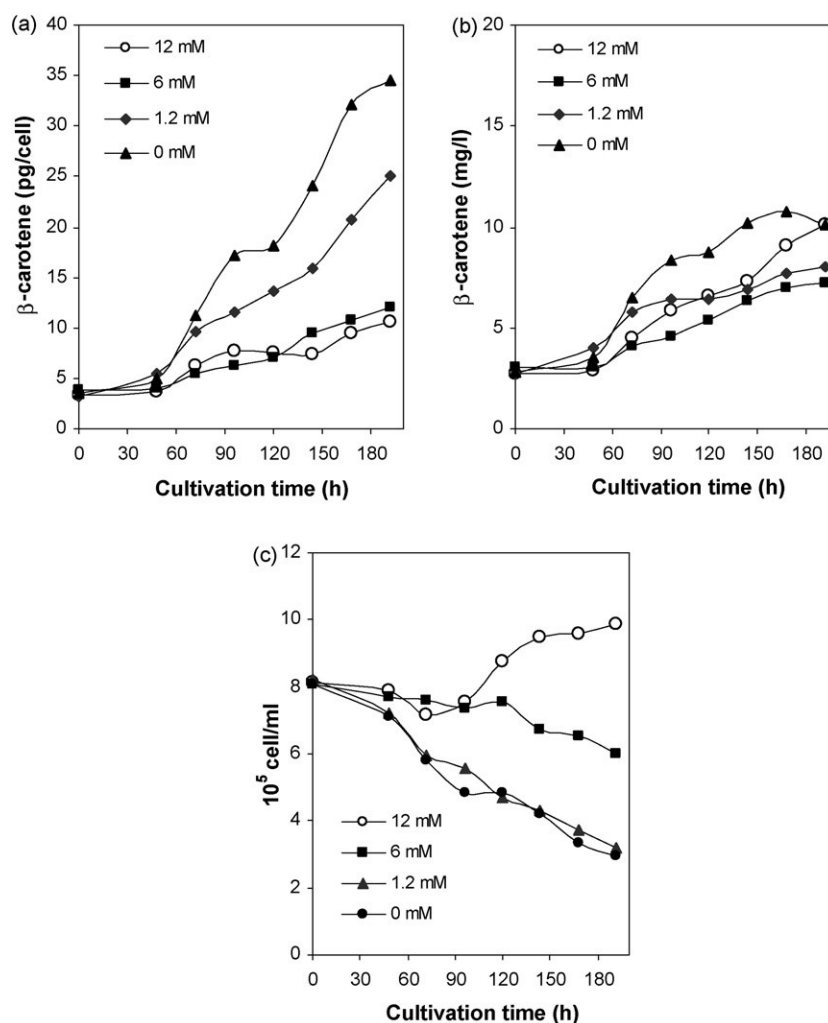 (a)
40
35
30
25
20
15
10
5
0
β-carotene (pg/cell)
12 mM
6 mM
1.2 mM
0 mM
0 30 60 90 120 150 180
Cultivation time (h)
(b)
20
15
10
5
0
β-carotene (mg/l)
12 mM
6 mM
1.2 mM
0 mM
0 30 60 90 120 150 180
Cultivation time (h)
(c)
12
10
8
6
4
2
0
10⁵ cell/ml
12 mM
6 mM
1.2 mM
0 mM
0 30 60 90 120 150 180
Cultivation time (h)